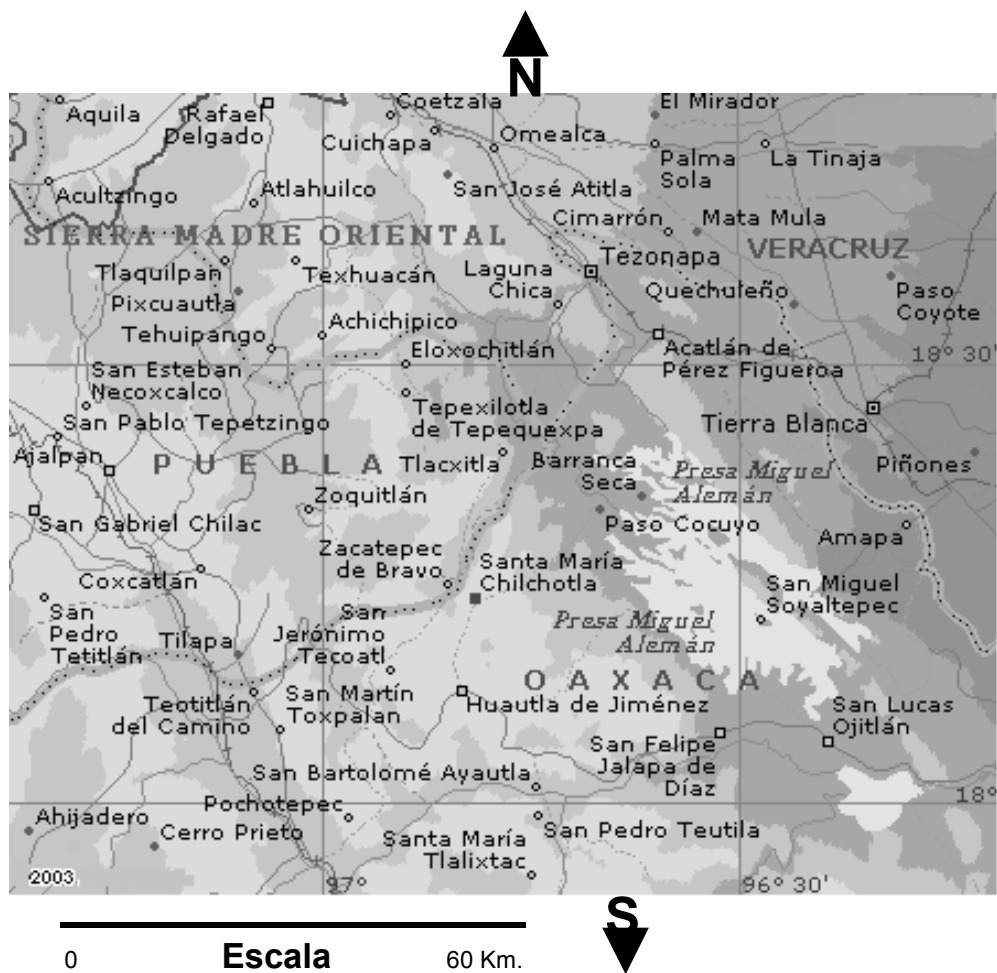 N
Aquila
Rafael
Delgado
Coetzala
Cuichapa
Omealca
El Mirador
Palma
Sola
La Tinaja
Acultzingo
Atlahuilco
San José Atitla
Cimarrón
Mata Mula
SIERRA MADRE ORIENTAL
VERACRUZ
Tlaquilpan
Texhuacán
Laguna
Chica
Tezonapa
Pixcuautla
Quechuleño
Paso
Coyote
Tehuipango
Achichipico
Eloxochitlán
Acatlán de
Pérez Figueroa
18° 30'
San Esteban
Necoxcalco
Tepexilotla
de Tepequexpa
San Pablo Tepetzingo
Tierra Blanca
Ajalpan
PUEBLA
Tlacxitla
Barranca
Seca
Presa Miguel
Alemán
Piñones
Zoquitlán
San Gabriel Chilac
Paso Cocuyo
Amapa
Zacatepec
de Bravo
Santa María
Chilchotla
Coxcatlán
San Miguel
Soyaltepec
San
Pedro
Tetitlán
Tilapa
San
Jerónimo
Tecoatl
Presa Miguel
Alemán
OAXACA
Teotitlán
del Camino
San Martín
Toxpalan
Huautla de Jiménez
San Lucas
Ojitlán
San Felipe
Jalapa de
Díaz
San Bartolomé Ayautla
18°
Pochotepec
Ahijadero
Cerro Prieto
Santa María
Tlalixtac
San Pedro Teutila
2003.
97°
96° 30'
S
0 Escala 60 Km.